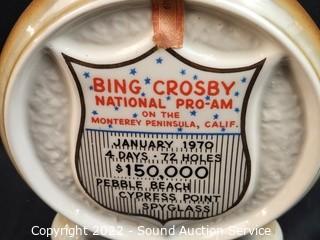 BING CROSBY
NATIONAL PRO-AM
ON THE
MONTEREY PENINSULA, CALIF.
JANUARY 1970
4 DAYS · 72 HOLES
$150,000
PEBBLE BEACH
CYPRESS POINT
SPYGLASS
Copyright 2022 - Sound Auction Service